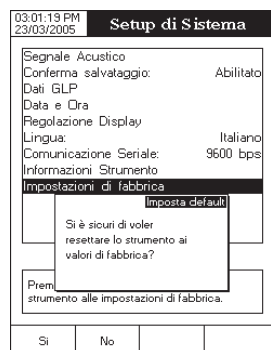 03:01:19 PM
23/03/2005
Setup di Sistema
Segnale Acustico
Conferma salvataggio: Abilitato
Dati GLP
Data e Ora
Regolazione Display
Lingua: Italiano
Comunicazione Seriale: 9600 bps
Informazioni Strumento
Impostazioni di fabbrica
Imposta default
Si è sicuri di voler
resettare lo strumento ai
valori di fabbrica?
Prem
strumento alle impostazioni di fabbrica.
Si No